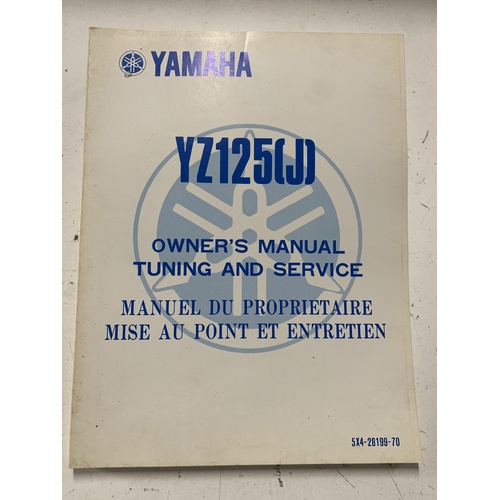 YAMAHA
YZ125(J)
OWNER'S MANUAL
TUNING AND SERVICE
MANUEL DU PROPRIETAIRE
MISE AU POINT ET ENTRETIEN
5X4-28199-70